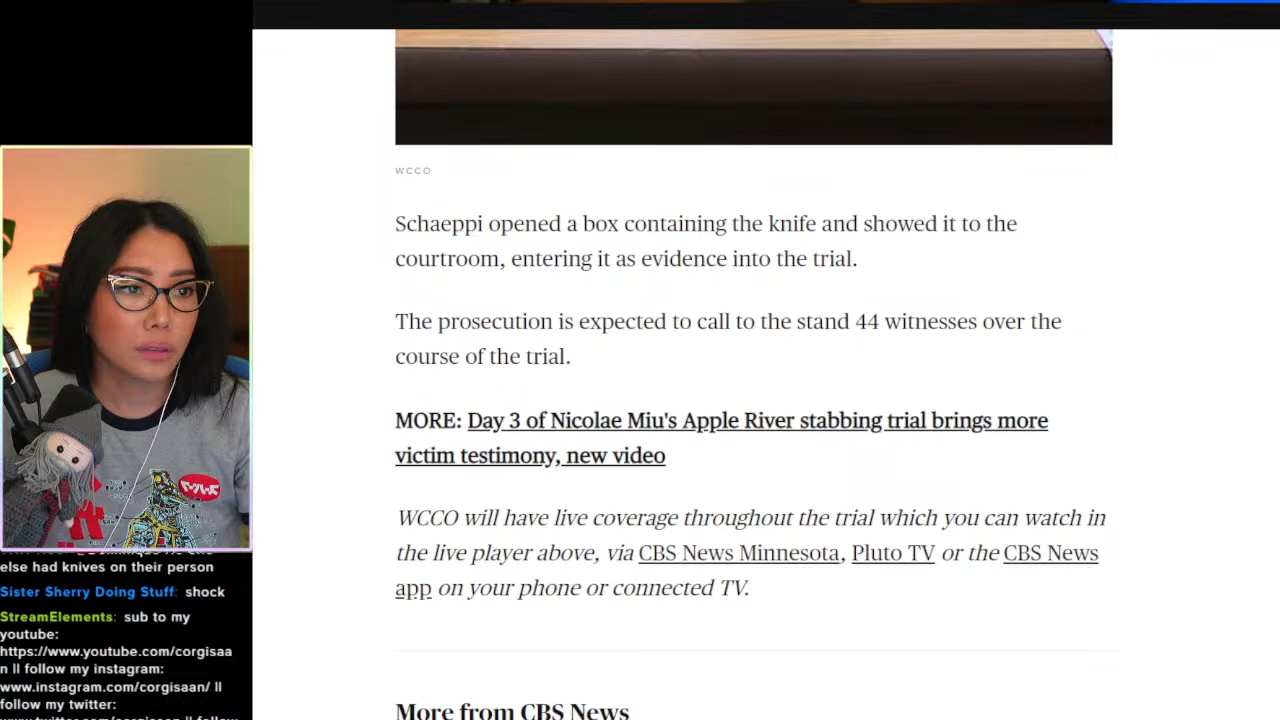 WCCO
Schaeppi opened a box containing the knife and showed it to the
courtroom, entering it as evidence into the trial.
The prosecution is expected to call to the stand 44 witnesses over the
course of the trial.
MORE: Day 3 of Nicolae Miu's Apple River stabbing trial brings more
victim testimony, new video
WCCO will have live coverage throughout the trial which you can watch in
the live player above, via CBS News Minnesota, Pluto TV or the CBS News
app on your phone or connected TV.
More from CBS News
else had knives on their person
Sister Sherry Doing Stuff: shock
StreamElements: sub to my
youtube:
https://www.youtube.com/corgisaa
n || follow my instagram:
www.instagram.com/corgisaan/ ||
follow my twitter: